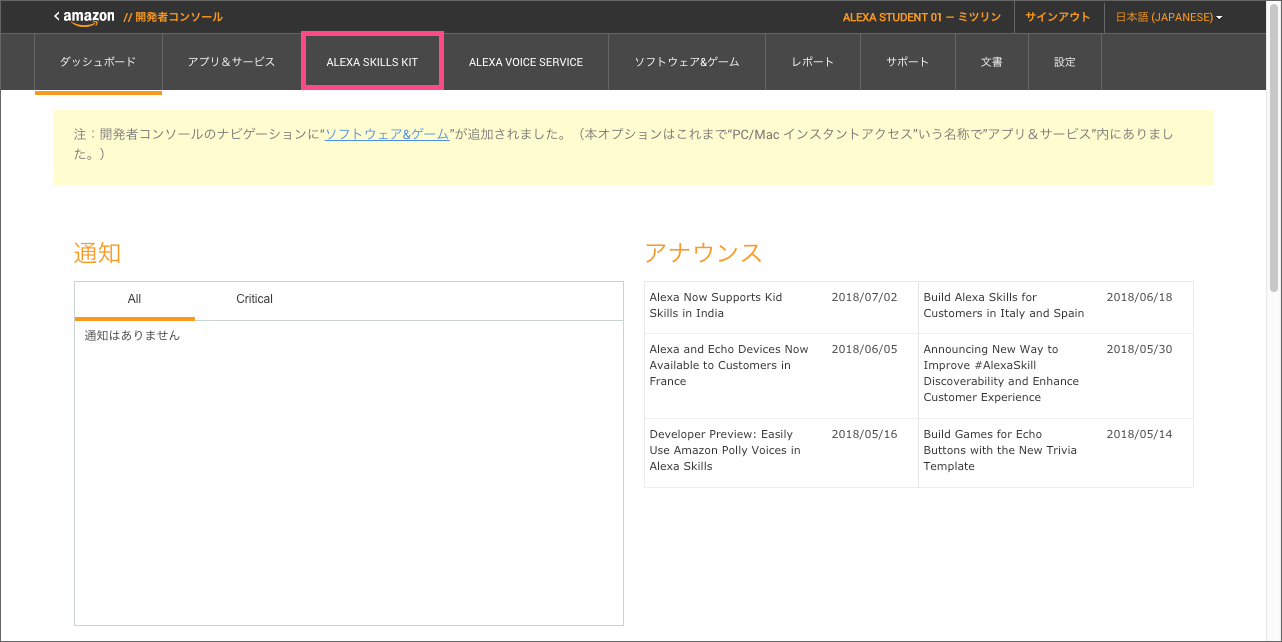 ‹ amazon // 開発者コンソール
ALEXA STUDENT 01 – ミツリン
サインアウト
日本語 (JAPANESE)
ダッシュボード
アプリ＆サービス
ALEXA SKILLS KIT
ALEXA VOICE SERVICE
ソフトウェア&ゲーム
レポート
サポート
文書
設定
注：開発者コンソールのナビゲーションに“ソフトウェア&ゲーム”が追加されました。（本オプションはこれまで“PC/Mac インスタントアクセス”いう名称で”アプリ＆サービス”内にありまし
た。）
通知
All
Critical
通知はありません
アナウンス
Alexa Now Supports Kid
Skills in India
2018/07/02
Build Alexa Skills for
Customers in Italy and Spain
2018/06/18
Alexa and Echo Devices Now
Available to Customers in
France
2018/06/05
Announcing New Way to
Improve #AlexaSkill
Discoverability and Enhance
Customer Experience
2018/05/30
Developer Preview: Easily
Use Amazon Polly Voices in
Alexa Skills
2018/05/16
Build Games for Echo
Buttons with the New Trivia
Template
2018/05/14